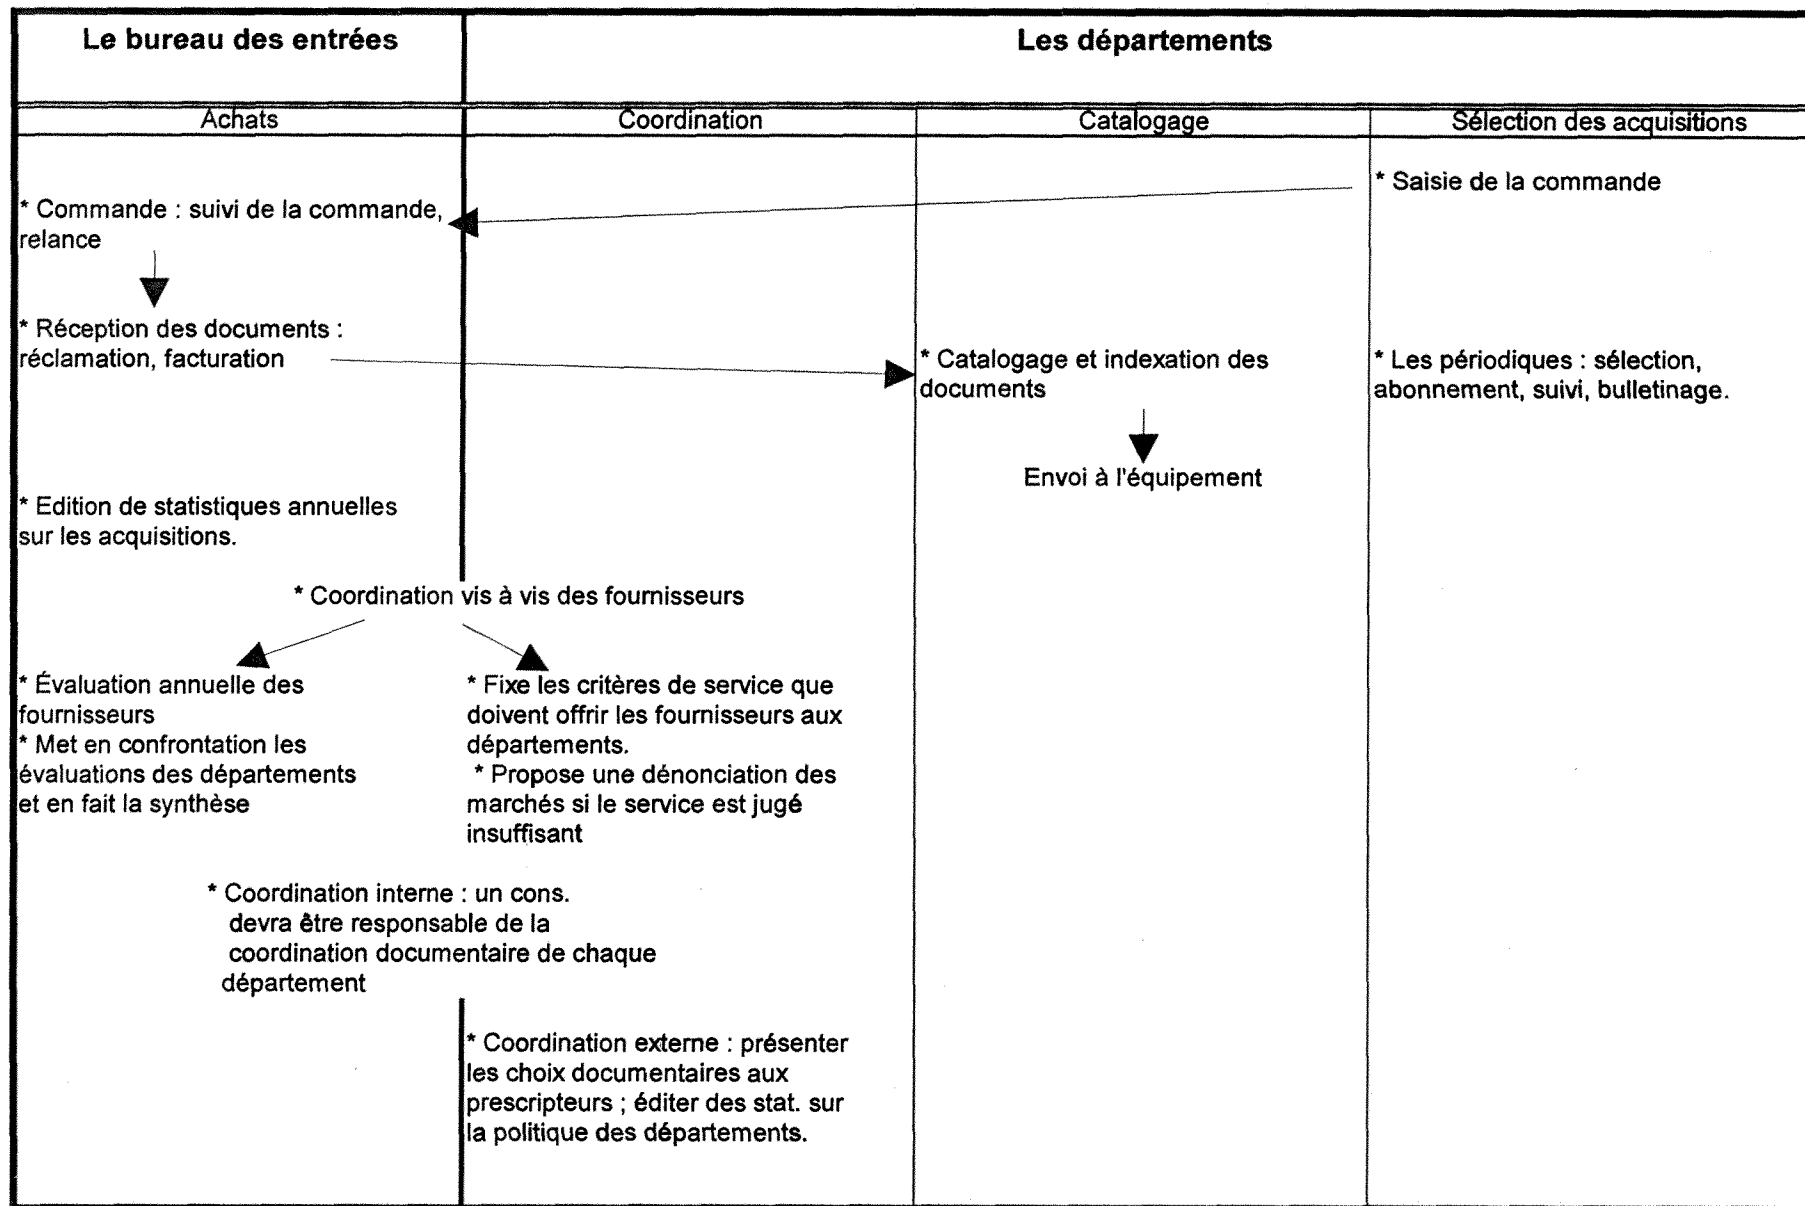 Le bureau des entrées
Les départements
Achats
Coordination
Catalogage
Sélection des acquisitions
* Saisie de la commande
* Commande : suivi de la commande,
relance
* Réception des documents :
réclamation, facturation
* Catalogage et indexation des
documents
* Les périodiques : sélection,
abonnement, suivi, bulletinage.
Envoi à l'équipement
* Edition de statistiques annuelles
sur les acquisitions.
* Coordination vis à vis des fournisseurs
* Évaluation annuelle des
fournisseurs
* Met en confrontation les
évaluations des départements
et en fait la synthèse
* Fixe les critères de service que
doivent offrir les fournisseurs aux
départements.
* Propose une dénonciation des
marchés si le service est jugé
insuffisant
* Coordination interne : un cons.
devra être responsable de la
coordination documentaire de chaque
département
* Coordination externe : présenter
les choix documentaires aux
prescripteurs ; éditer des stat. sur
la politique des départements.